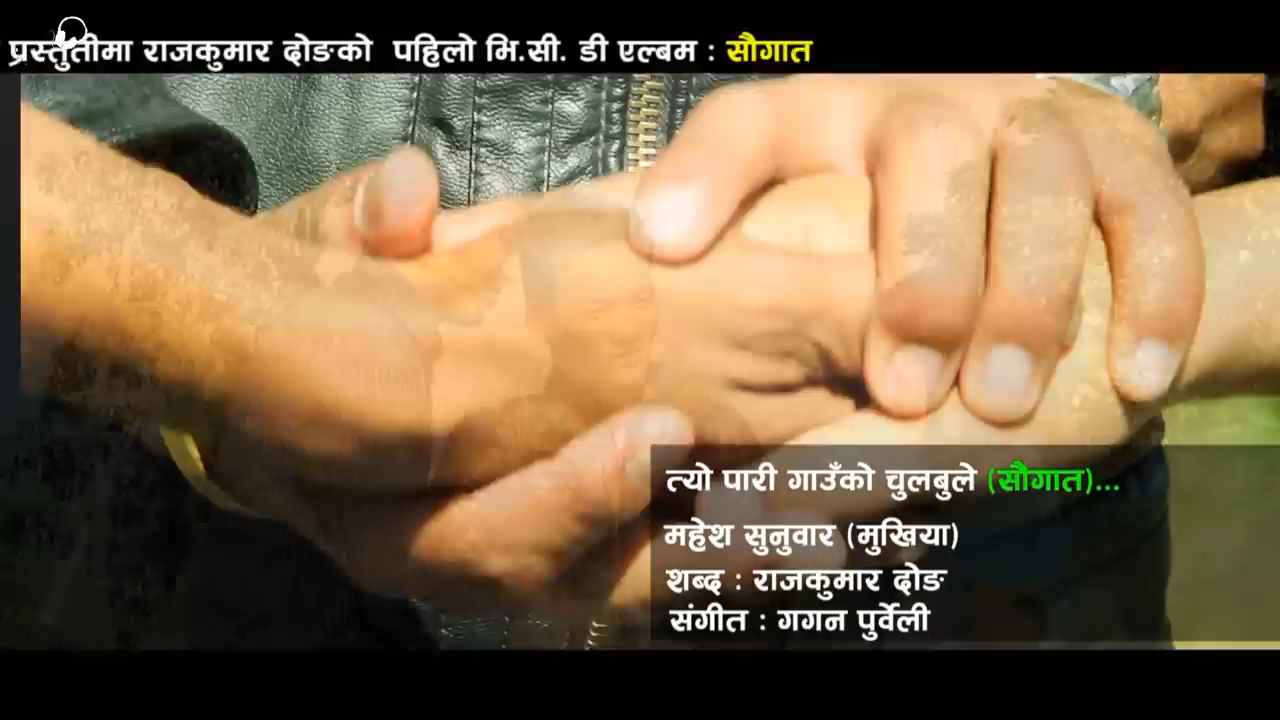 प्रस्तुतीमा राजकुमार दोङको पहिलो भि.सी. डी एल्बम : सौगात
त्यो पारी गाउँको चुलबुले (सौगात)...
महेश सुनुवार (मुखिया)
शब्द : राजकुमार दोङ
संगीत : गगन पुर्वेली